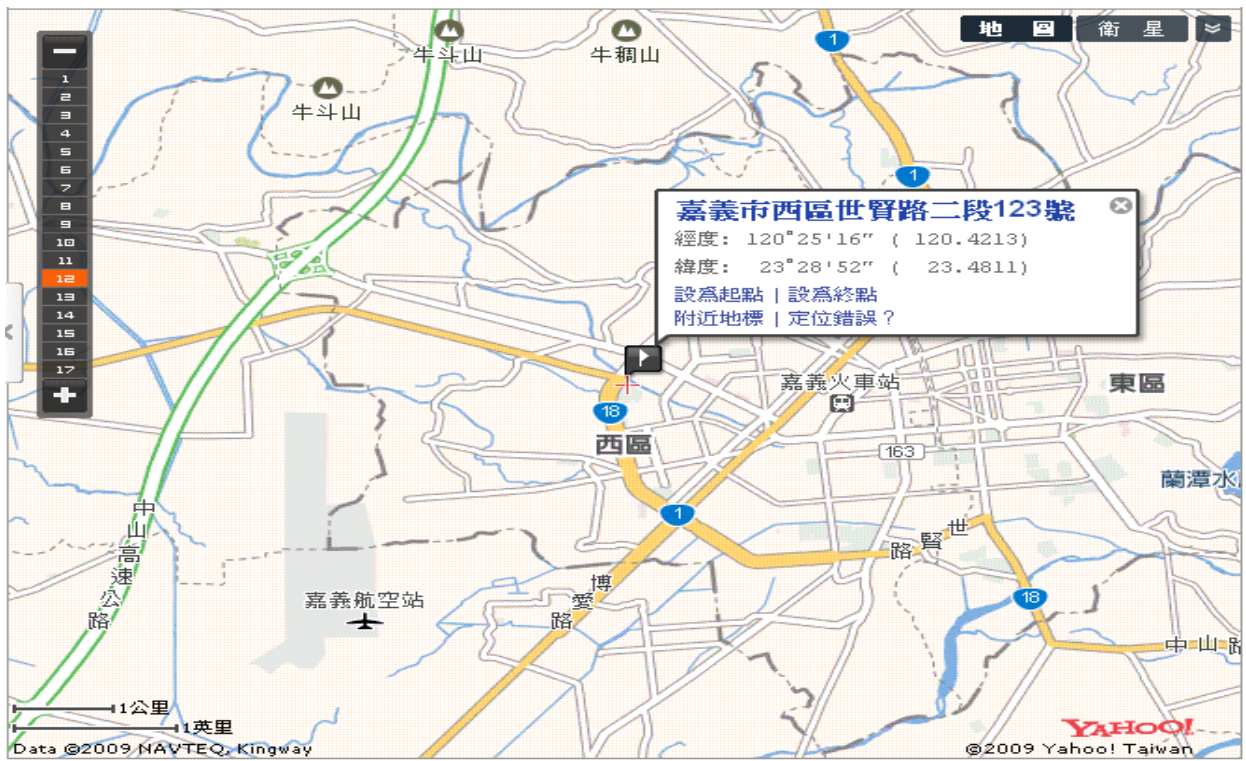 地 圖 衛 星
1
2
3
4
5
6
7
8
9
10
11
12
13
14
15
16
17
牛斗山
牛稠山
牛斗山
1
1
嘉義市西區世賢路二段123號
經度: 120°25'16" ( 120.4213)
緯度: 23°28'52" ( 23.4811)
設為起點 | 設為終點
附近地標 | 定位錯誤?
嘉義火車站
東區
18
西區
163
蘭潭水
1
中山高速公路
世賢路
博愛路
嘉義航空站
18
中山路
1公里
1英里
YAHOO!
Data ©2009 NAVTEQ, Kingway
©2009 Yahoo! Taiwan